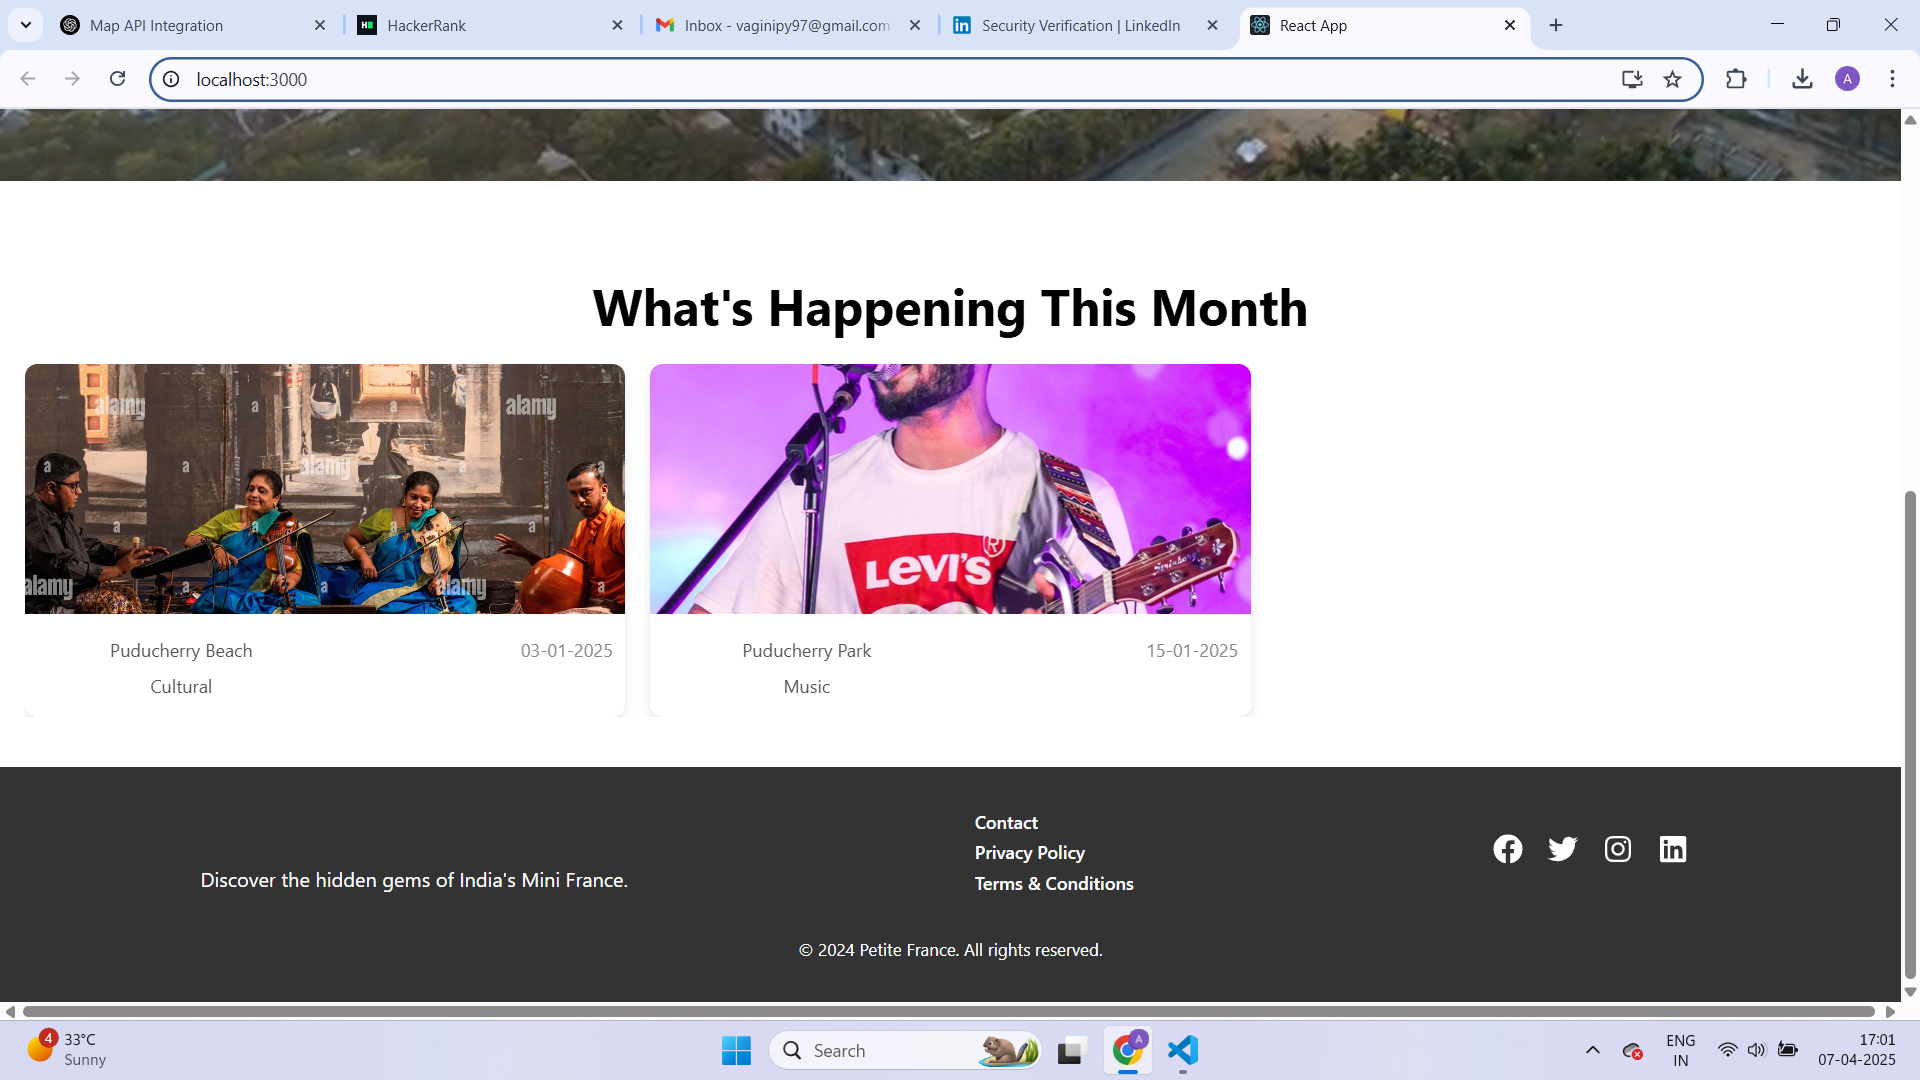 Map API Integration
HackerRank
Inbox - vaginipy97@gmail.com
Security Verification | LinkedIn
React App
localhost:3000
A
What's Happening This Month
alamy
a
a
alamy
a
a
alamy
a
a
a
a
a
a
alamy
a
a
alamy
a
LEVI'S
®
Strinberg
Puducherry Beach
03-01-2025
Cultural
Puducherry Park
15-01-2025
Music
Discover the hidden gems of India's Mini France.
Contact
Privacy Policy
Terms & Conditions
© 2024 Petite France. All rights reserved.
4
33°C
Sunny
Search
A
ENG
IN
17:01
07-04-2025